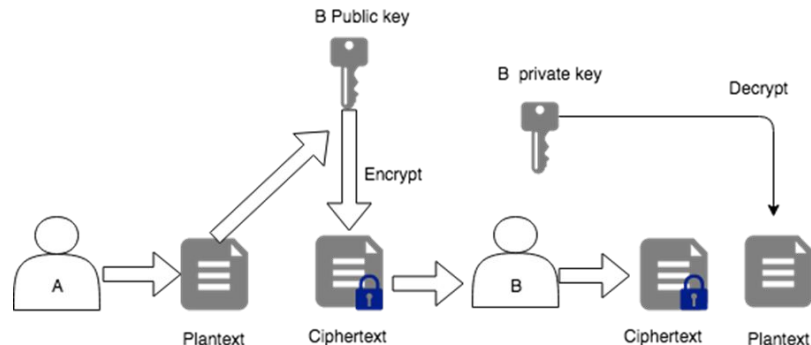 B Public key
B private key
Decrypt
Encrypt
A
B
Plantext
Ciphertext
Ciphertext
Plantext